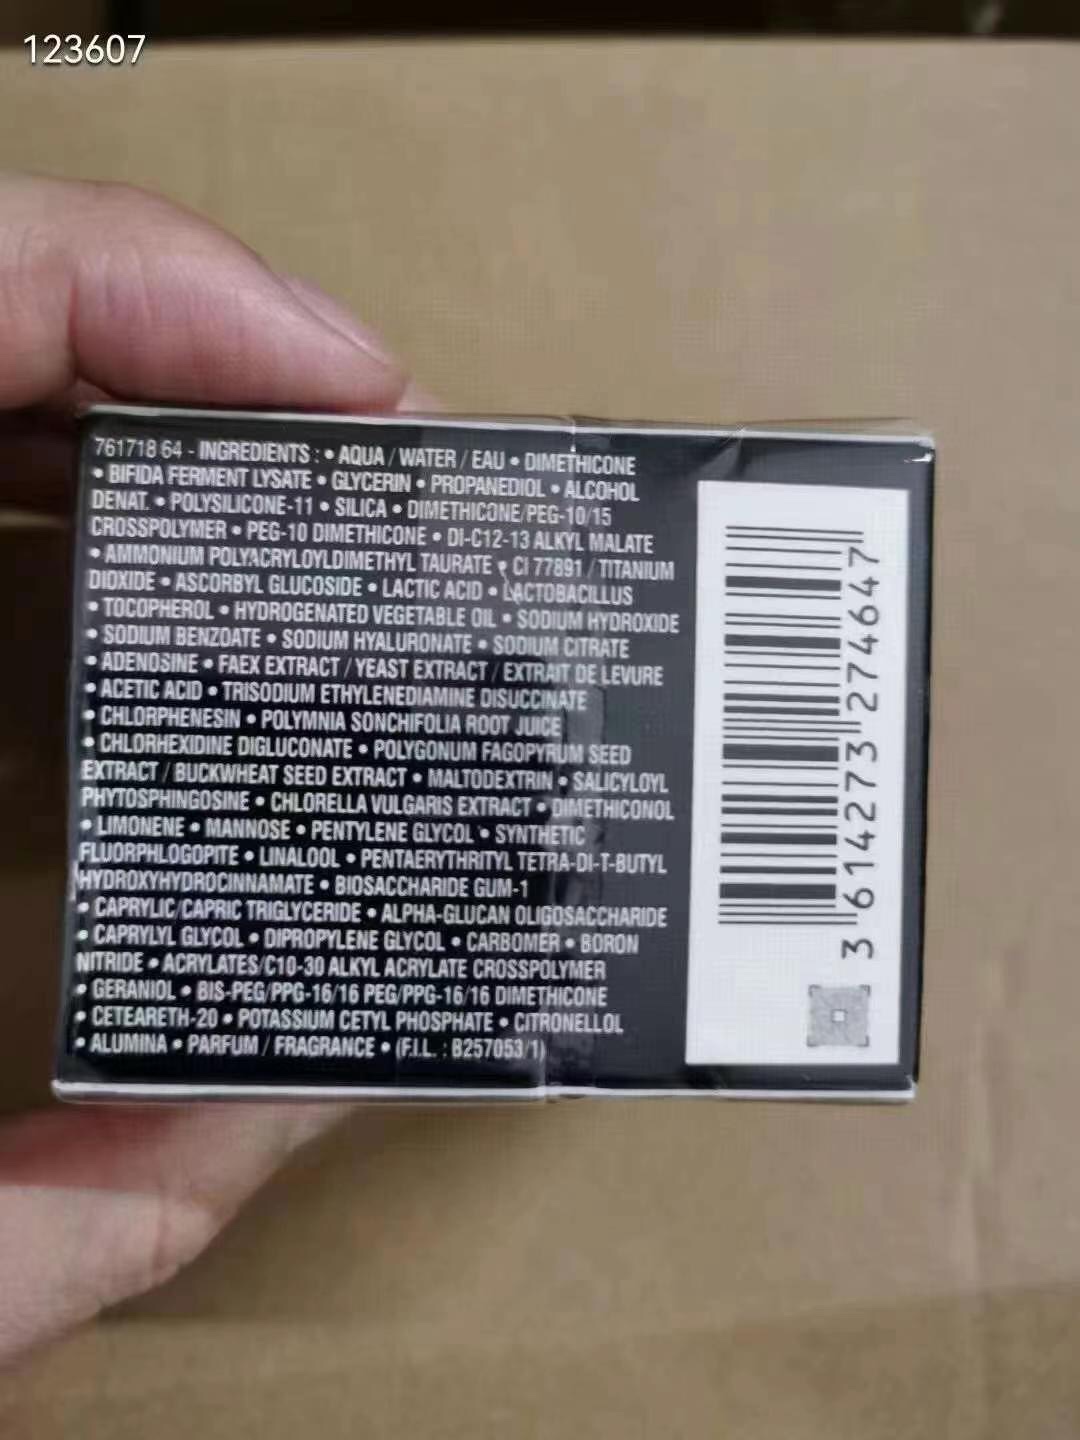 123607
761718 64 - INGREDIENTS : • AQUA / WATER / EAU • DIMETHICONE
• BIFIDA FERMENT LYSATE • GLYCERIN • PROPANEDIOL • ALCOHOL
DENAT. • POLYSILICONE-11 • SILICA • DIMETHICONE/PEG-10/15
CROSSPOLYMER • PEG-10 DIMETHICONE • DI-C12-13 ALKYL MALATE
• AMMONIUM POLYACRYLOYLDIMETHYL TAURATE • CI 77891 / TITANIUM
DIOXIDE • ASCORBYL GLUCOSIDE • LACTIC ACID • LACTOBACILLUS
• TOCOPHEROL • HYDROGENATED VEGETABLE OIL • SODIUM HYDROXIDE
• SODIUM BENZOATE • SODIUM HYALURONATE • SODIUM CITRATE
• ADENOSINE • FAEX EXTRACT / YEAST EXTRACT / EXTRAIT DE LEVURE
• ACETIC ACID • TRISODIUM ETHYLENEDIAMINE DISUCCINATE
• CHLORPHENESIN • POLYMNIA SONCHIFOLIA ROOT JUICE
• CHLORHEXIDINE DIGLUCONATE • POLYGONUM FAGOPYRUM SEED
EXTRACT / BUCKWHEAT SEED EXTRACT • MALTODEXTRIN • SALICYLOYL
PHYTOSPHINGOSINE • CHLORELLA VULGARIS EXTRACT • DIMETHICONOL
• LIMONENE • MANNOSE • PENTYLENE GLYCOL • SYNTHETIC
FLUORPHLOGOPITE • LINALOOL • PENTAERYTHRITYL TETRA-DI-T-BUTYL
HYDROXYHYDROCINNAMATE • BIOSACCHARIDE GUM-1
• CAPRYLIC/CAPRIC TRIGLYCERIDE • ALPHA-GLUCAN OLIGOSACCHARIDE
• CAPRYLYL GLYCOL • DIPROPYLENE GLYCOL • CARBOMER • BORON
NITRIDE • ACRYLATES/C10-30 ALKYL ACRYLATE CROSSPOLYMER
• GERANIOL • BIS-PEG/PPG-16/16 PEG/PPG-16/16 DIMETHICONE
• CETEARETH-20 • POTASSIUM CETYL PHOSPHATE • CITRONELLOL
• ALUMINA • PARFUM / FRAGRANCE • (F.I.L. : B257053/1)
3 614273 274647